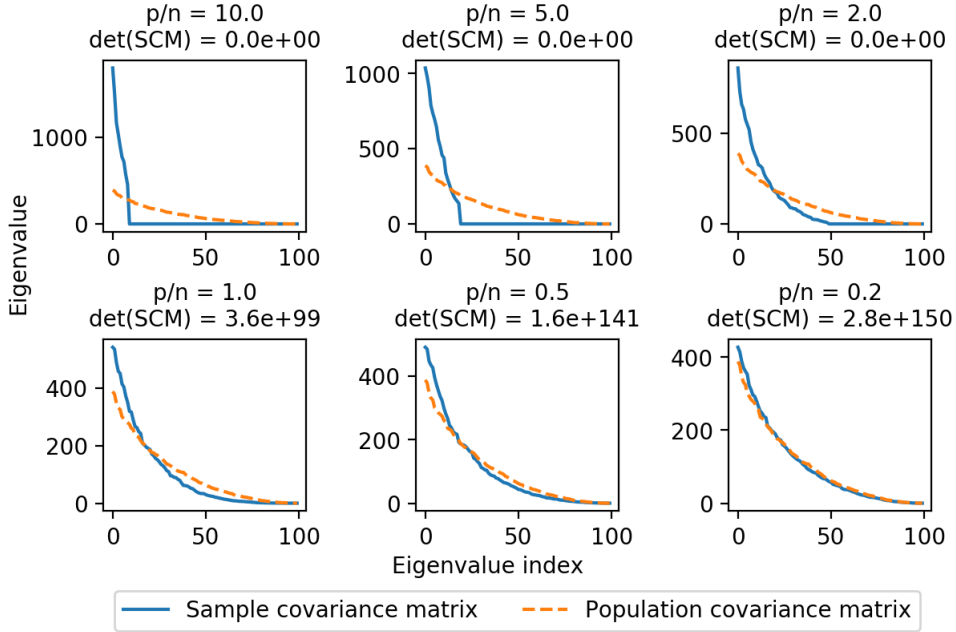 p/n = 10.0
det(SCM) = 0.0e+00
p/n = 5.0
det(SCM) = 0.0e+00
p/n = 2.0
det(SCM) = 0.0e+00
1000
0
0
50
100
1000
500
0
0
50
100
500
0
0
50
100
Eigenvalue
p/n = 1.0
det(SCM) = 3.6e+99
p/n = 0.5
det(SCM) = 1.6e+141
p/n = 0.2
det(SCM) = 2.8e+150
400
200
0
0
50
100
400
200
0
0
50
100
400
200
0
0
50
100
Eigenvalue index
Sample covariance matrix
Population covariance matrix